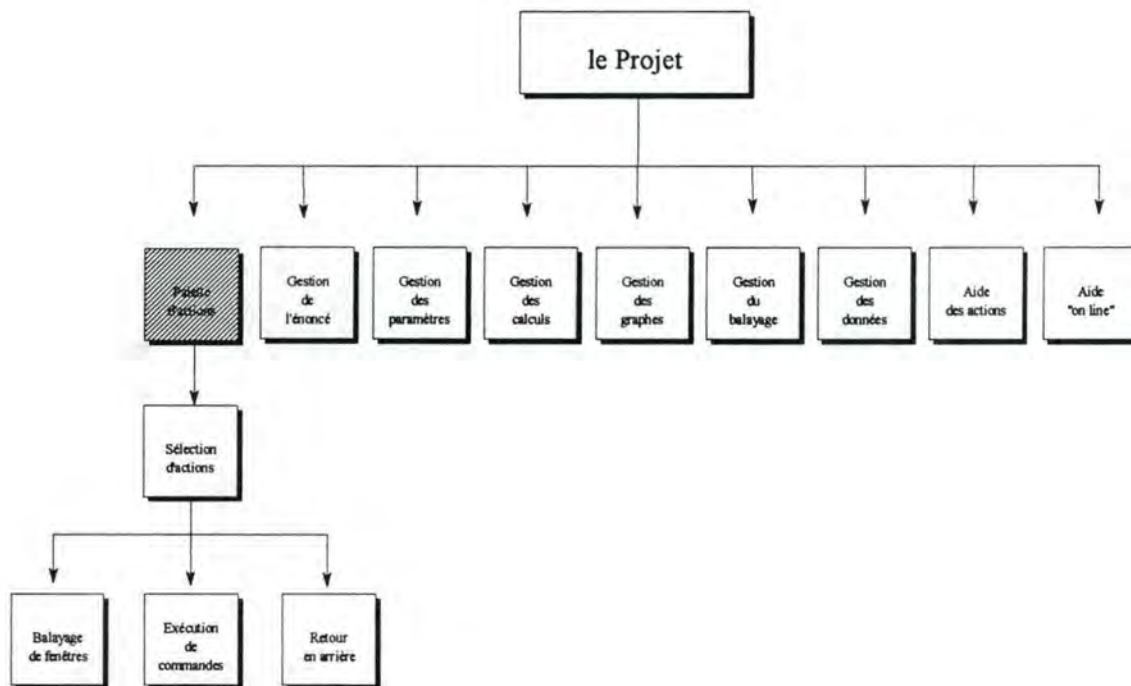 le Projet
Palette
d'actions
Gestion
de
l'énoncé
Gestion
des
paramètres
Gestion
des
calculs
Gestion
des
graphes
Gestion
du
balayage
Gestion
des
données
Aide
des actions
Aide
"on line"
Sélection
d'actions
Balayage
de fenêtres
Exécution
de
commandes
Retour
en arrière